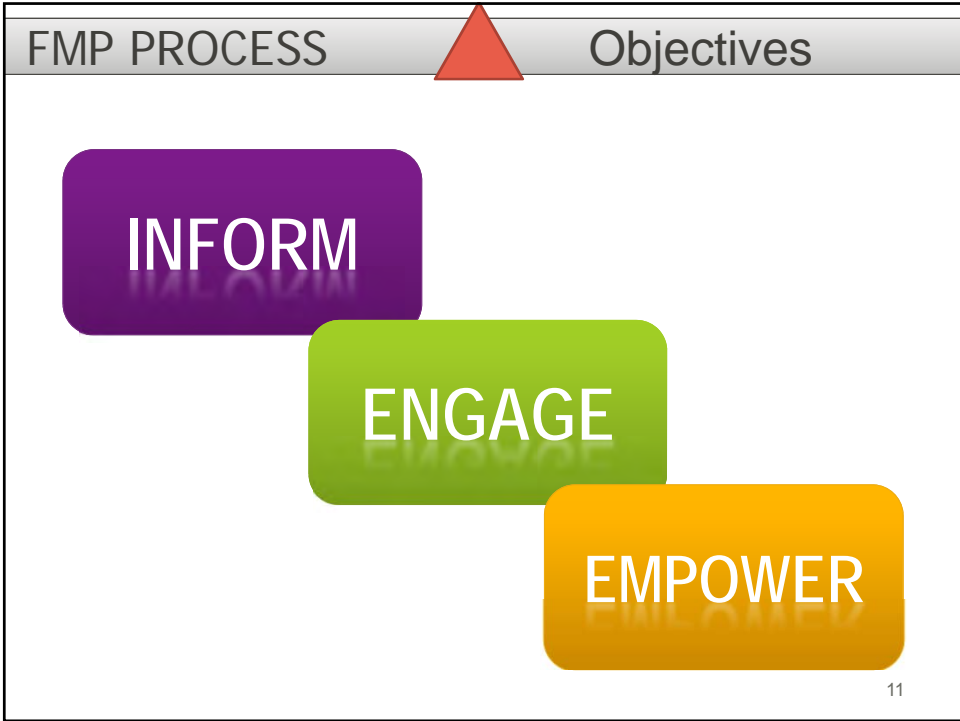 FMP PROCESS Objectives
INFORM
ENGAGE
EMPOWER
11